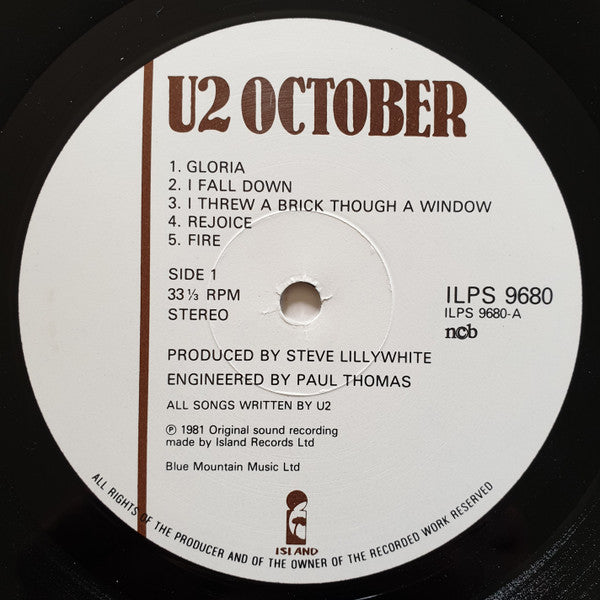 U2 OCTOBER
1. GLORIA
2. I FALL DOWN
3. I THREW A BRICK THOUGH A WINDOW
4. REJOICE
5. FIRE
SIDE 1
33 ⅓ RPM
STEREO
ILPS 9680
ILPS 9680-A
ncb
PRODUCED BY STEVE LILLYWHITE
ENGINEERED BY PAUL THOMAS
ALL SONGS WRITTEN BY U2
℗ 1981 Original sound recording
made by Island Records Ltd
Blue Mountain Music Ltd
ISLAND
ALL RIGHTS OF THE PRODUCER AND OF THE OWNER OF THE RECORDED WORK RESERVED